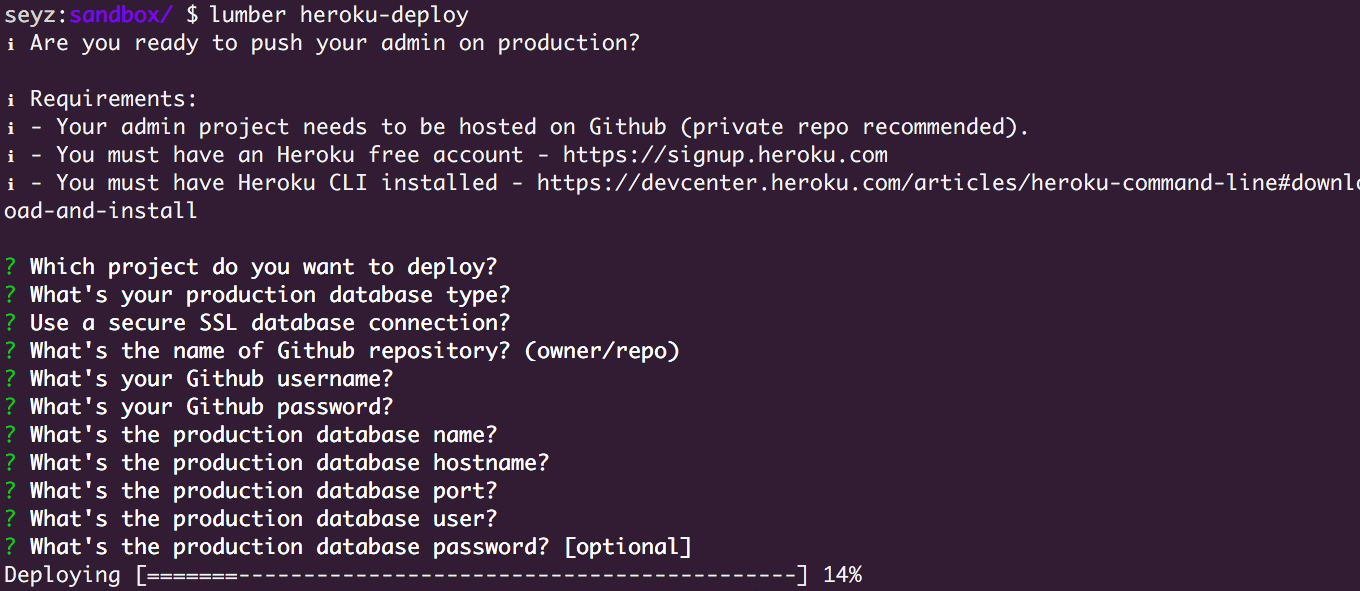 seyz:sandbox/ $ lumber heroku-deploy
ℹ Are you ready to push your admin on production?
ℹ Requirements:
ℹ - Your admin project needs to be hosted on Github (private repo recommended).
ℹ - You must have an Heroku free account - https://signup.heroku.com
ℹ - You must have Heroku CLI installed - https://devcenter.heroku.com/articles/heroku-command-line#downl
oad-and-install
? Which project do you want to deploy?
? What's your production database type?
? Use a secure SSL database connection?
? What's the name of Github repository? (owner/repo)
? What's your Github username?
? What's your Github password?
? What's the production database name?
? What's the production database hostname?
? What's the production database port?
? What's the production database user?
? What's the production database password? [optional]
Deploying [=======-------------------------------------------] 14%